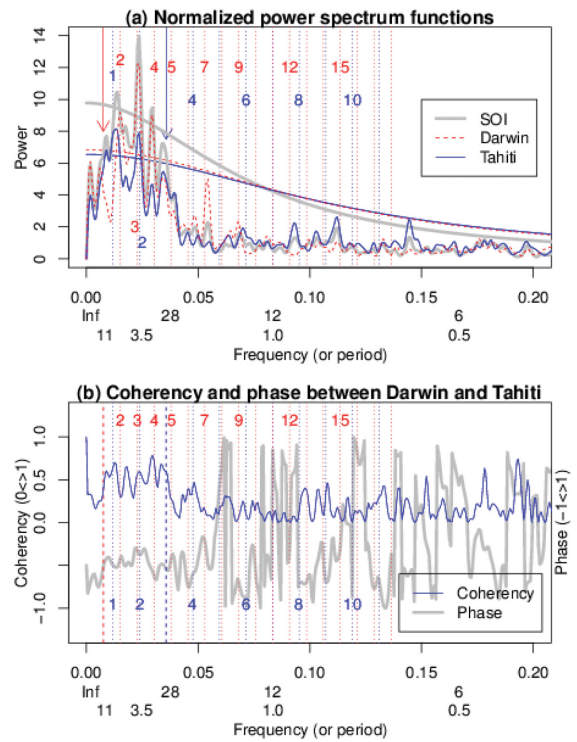 (a) Normalized power spectrum functions
14
12
10
8
6
4
2
0
Power
2 4 5 7 9 12 15
1 4 6 8 10
3
2
SOI
Darwin
Tahiti
0.00 0.05 0.10 0.15 0.20
Inf 28 12 6
11 3.5 1.0 0.5
Frequency (or period)
(b) Coherency and phase between Darwin and Tahiti
1.0
0.5
0.0
−1.0
Coherency (0<>1)
Phase (−1<>1)
2 3 4 5 7 9 12 15
1 2 4 6 8 10
Coherency
Phase
0.00 0.05 0.10 0.15 0.20
Inf 28 12 6
11 3.5 1.0 0.5
Frequency (or period)